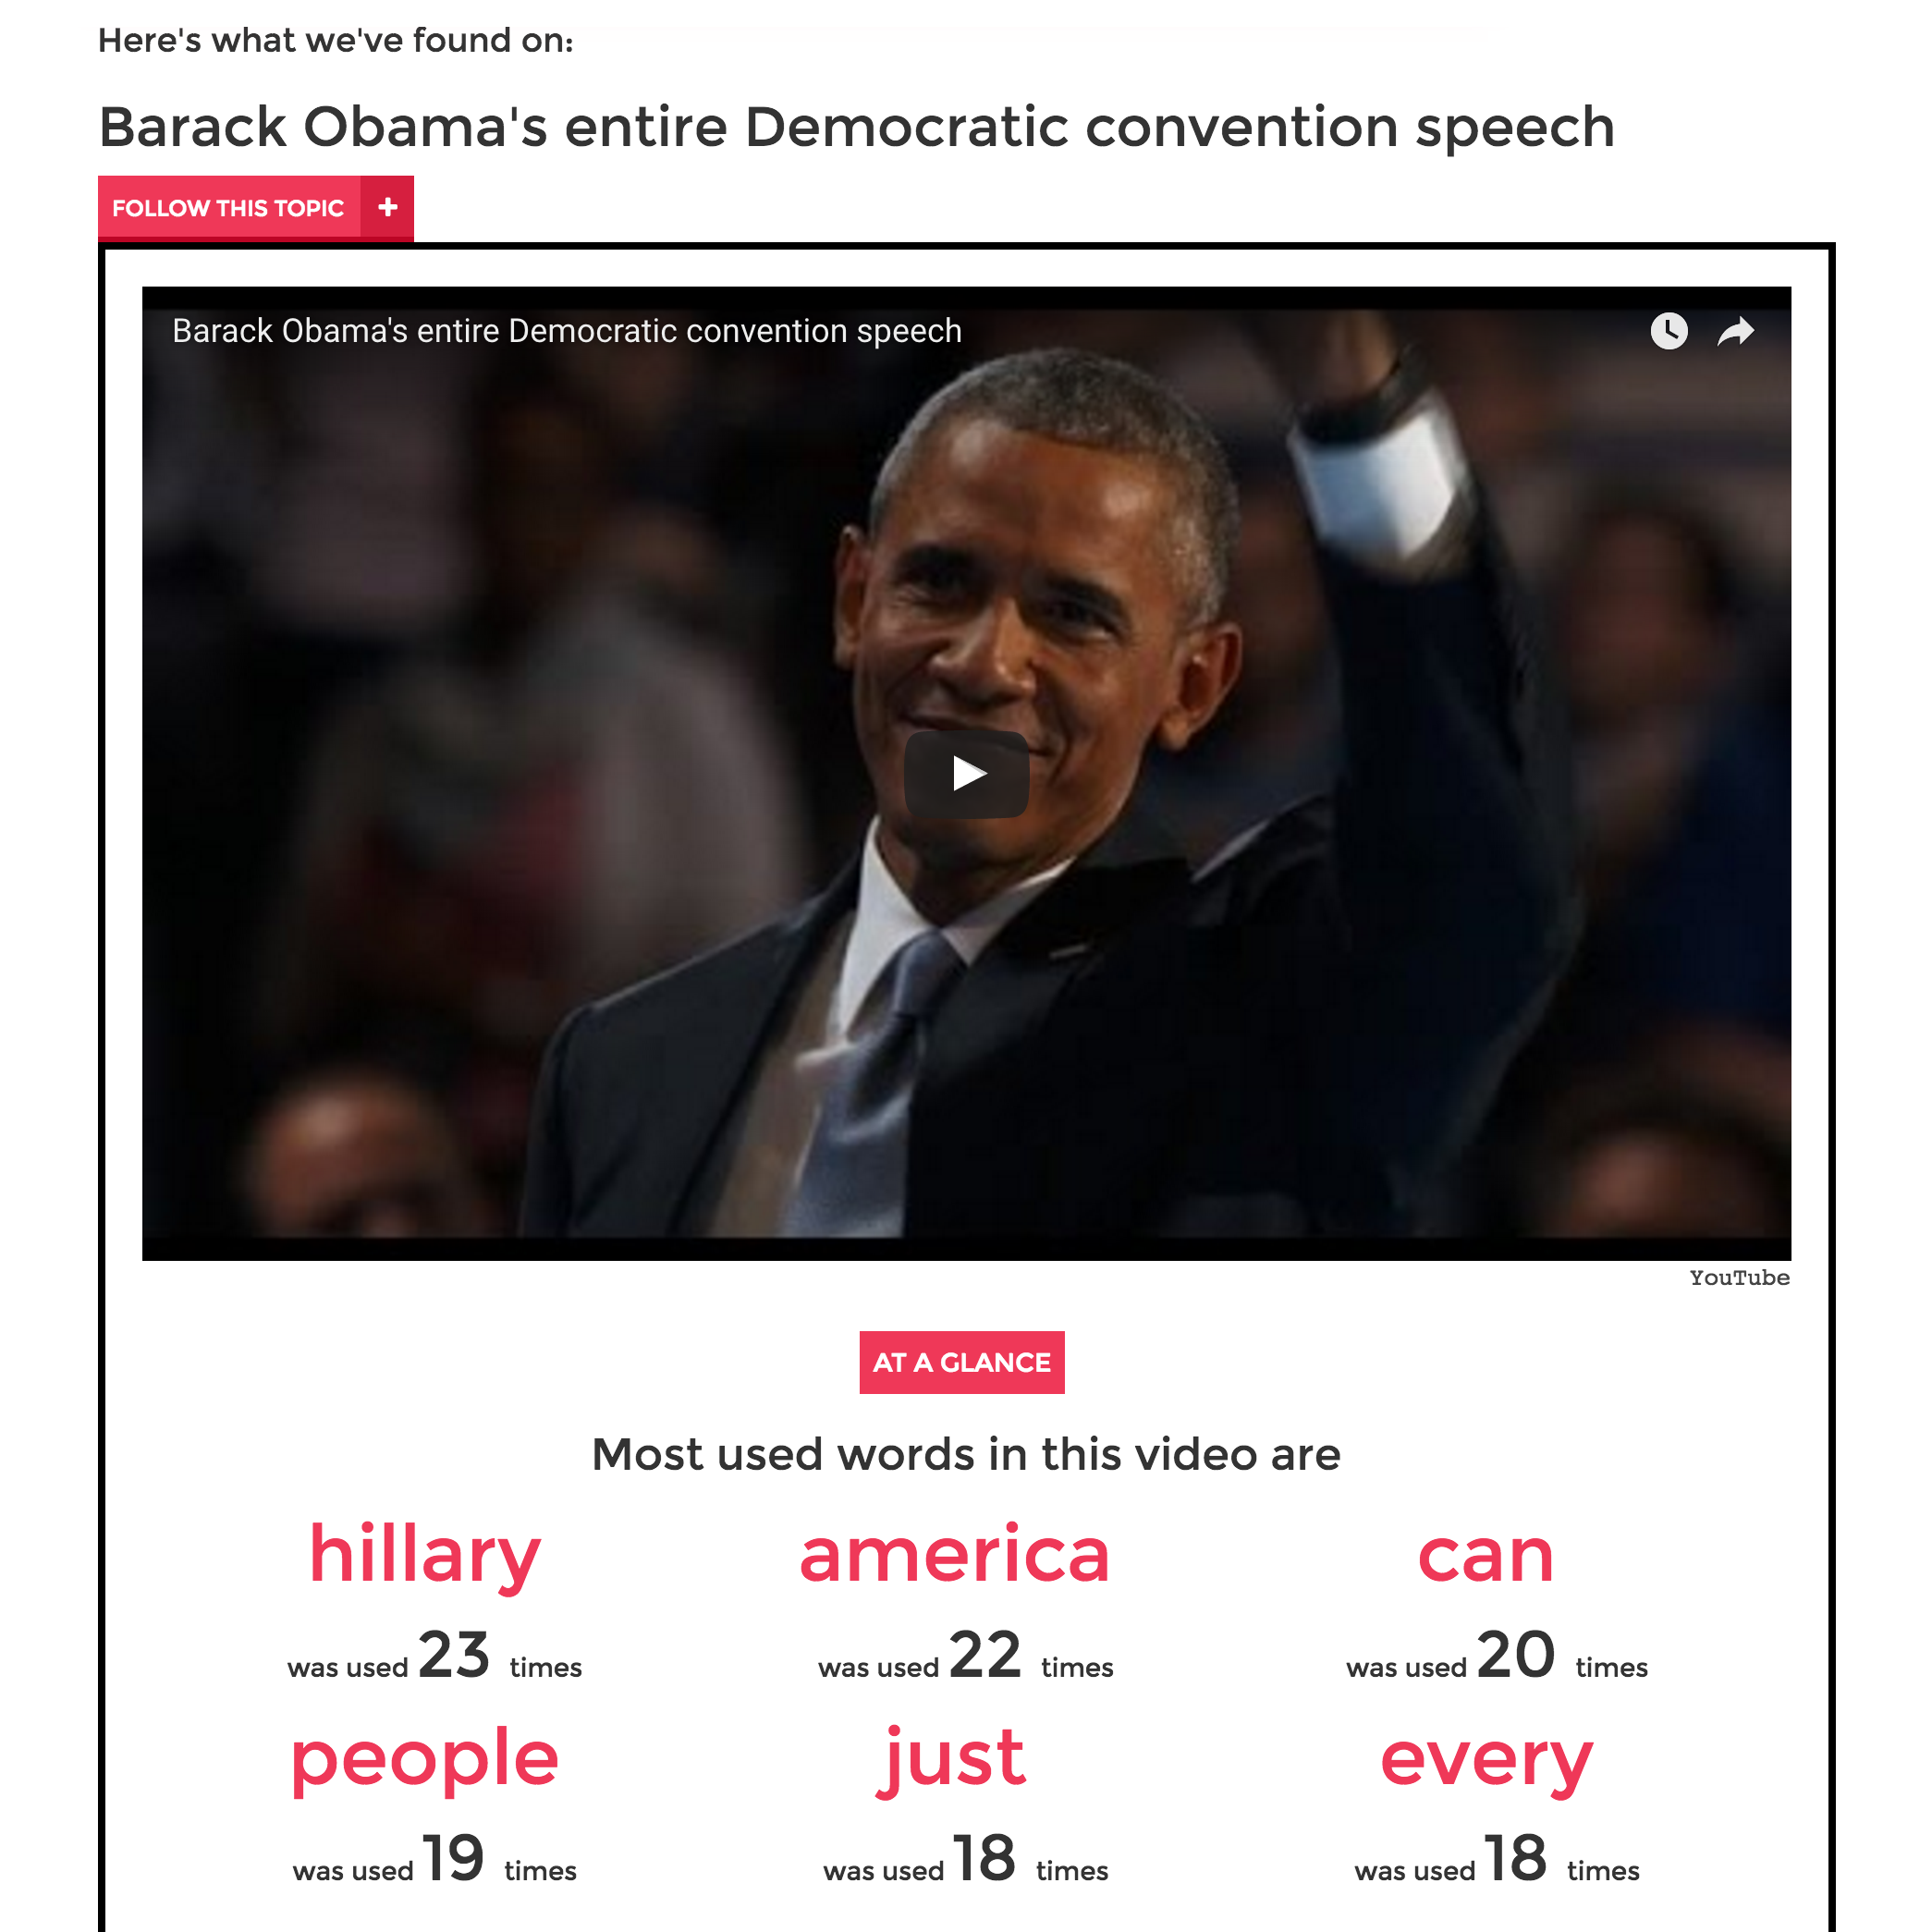 Here's what we've found on:
Barack Obama's entire Democratic convention speech
FOLLOW THIS TOPIC +
Barack Obama's entire Democratic convention speech
YouTube
AT A GLANCE
Most used words in this video are
hillary america can
was used 23 times was used 22 times was used 20 times
people just every
was used 19 times was used 18 times was used 18 times